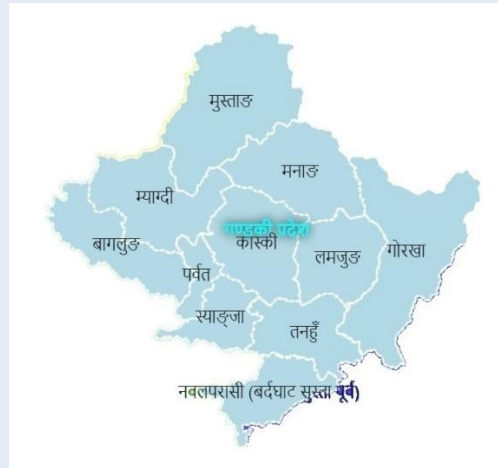 मुस्ताङ
मनाङ
म्याग्दी
गण्डकी प्रदेश
कास्की
बागलुङ
लमजुङ
गोरखा
पर्वत
स्याङ्जा
तनहुँ
नवलपरासी (बर्दघाट सुस्ता पूर्व)